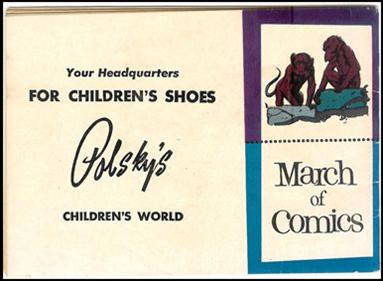 Your Headquarters
FOR CHILDREN'S SHOES
Polsky's
CHILDREN'S WORLD
March
of
Comics